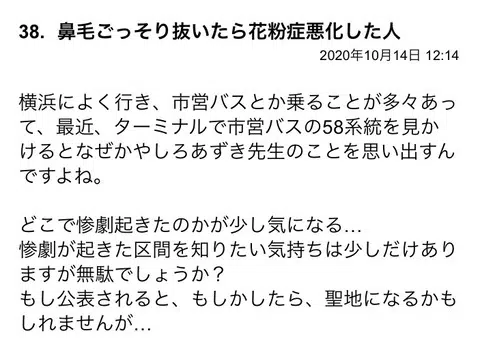 38. 鼻毛ごっそり抜いたら花粉症悪化した人
2020年10月14日 12:14
横浜によく行き、市営バスとか乗ることが多々あっ
て、最近、ターミナルで市営バスの58系統を見か
けるとなぜかやしろあずき先生のことを思い出すん
ですよね。
どこで惨劇起きたのかが少し気になる…
惨劇が起きた区間を知りたい気持ちは少しだけあり
ますが無駄でしょうか？
もし公表されると、もしかしたら、聖地になるかも
しれませんが…